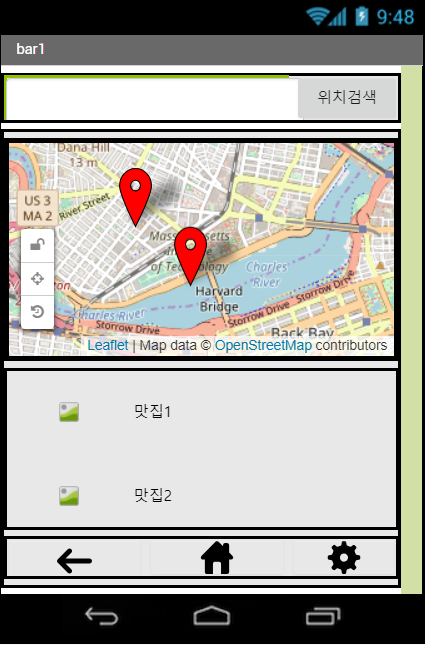 9:48
bar1
위치검색
Dana Hill
13 m
US 3
MA 2
River Street
Massachusetts
Institute
of Technology
Charles
River
Harvard
Bridge
Charles River
Storrow Drive
Storrow Drive
Back Bay
Leaflet | Map data © OpenStreetMap contributors
맛집1
맛집2